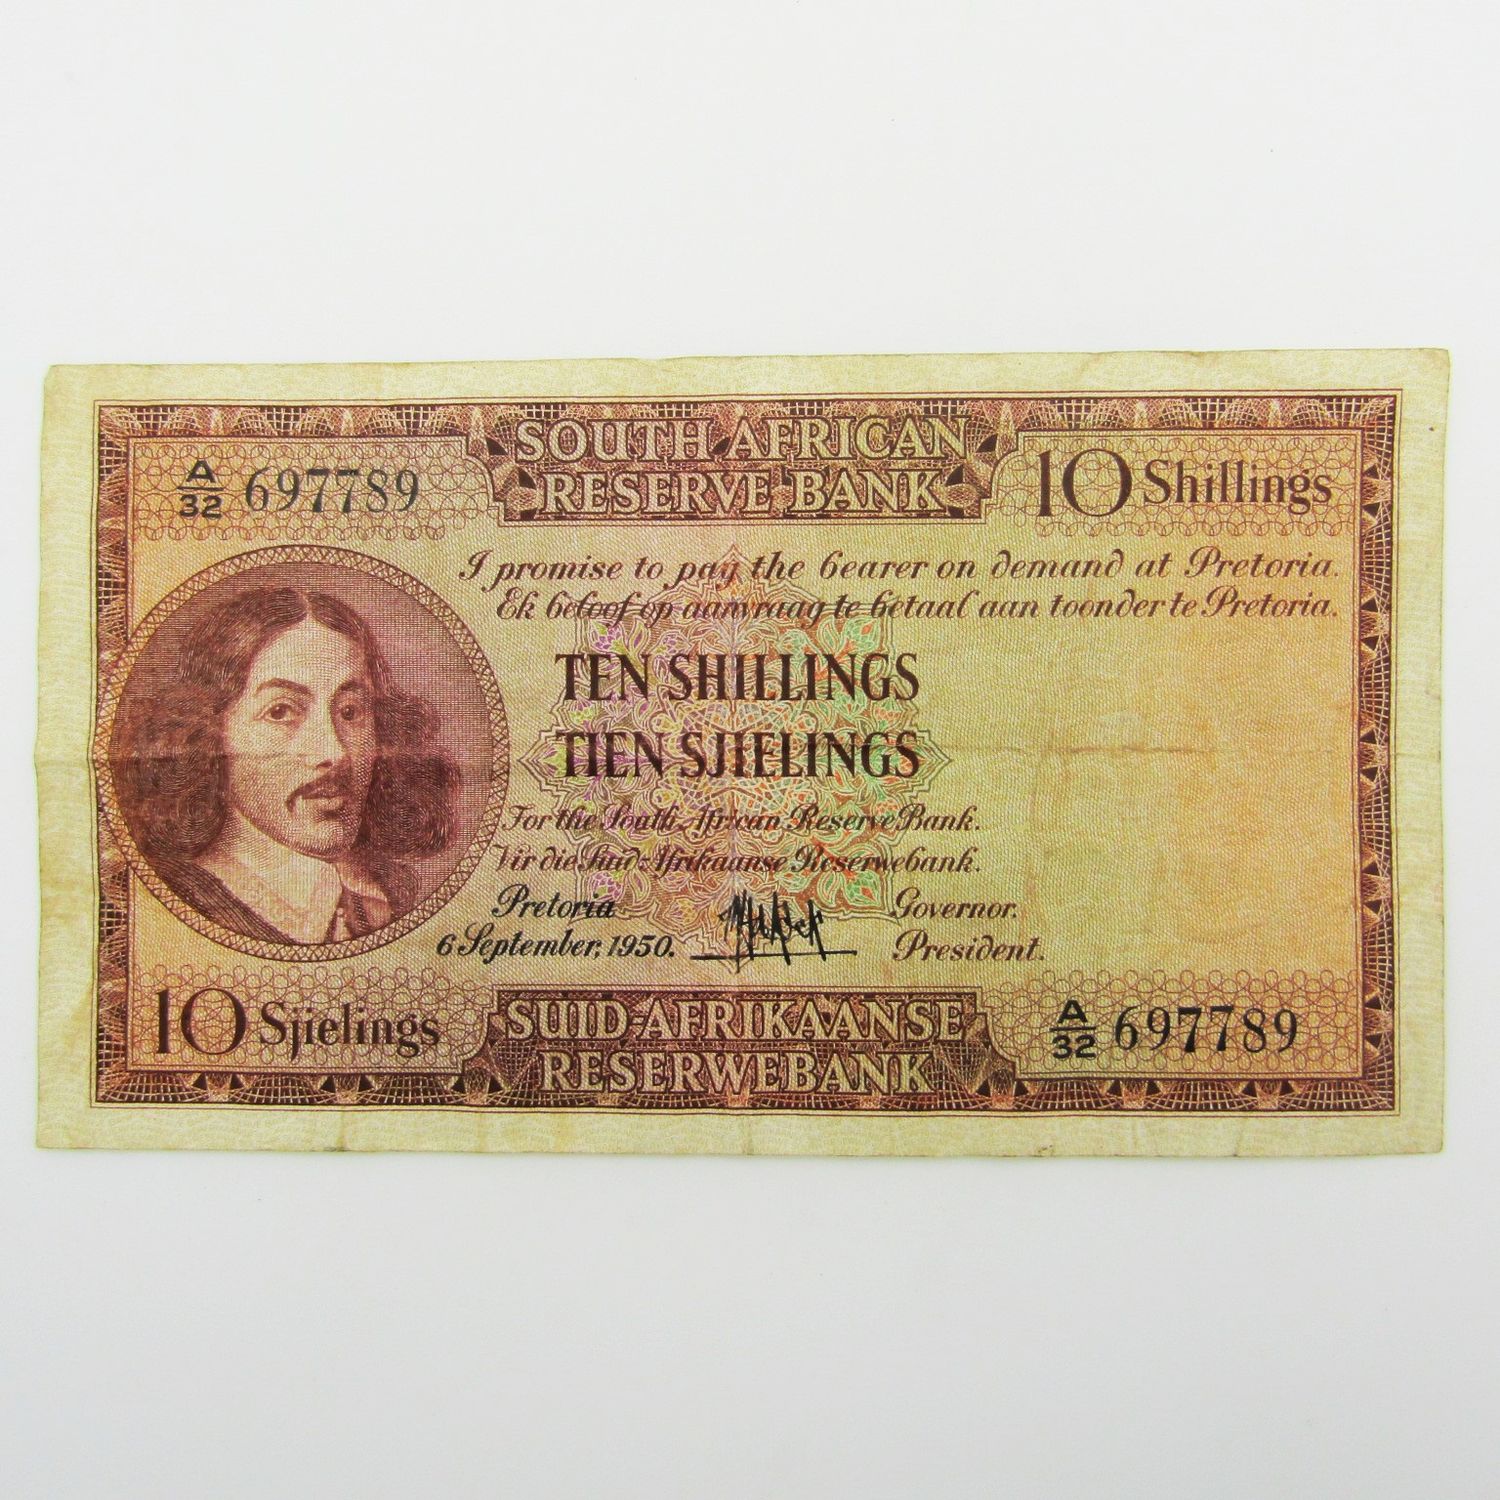 SOUTH AFRICAN
RESERVE BANK
A/32 697789
10 Shillings
I promise to pay the bearer on demand at Pretoria.
Ek beloof op aanvraag te betaal aan toonder te Pretoria.
TEN SHILLINGS
TIEN SJIELINGS
For the South African Reserve Bank.
Vir die Suid-Afrikaanse Reserwebank.
Pretoria
6 September, 1950.
Governor.
President.
10 Sjielings
SUID-AFRIKAANSE
RESERWEBANK
A/32 697789